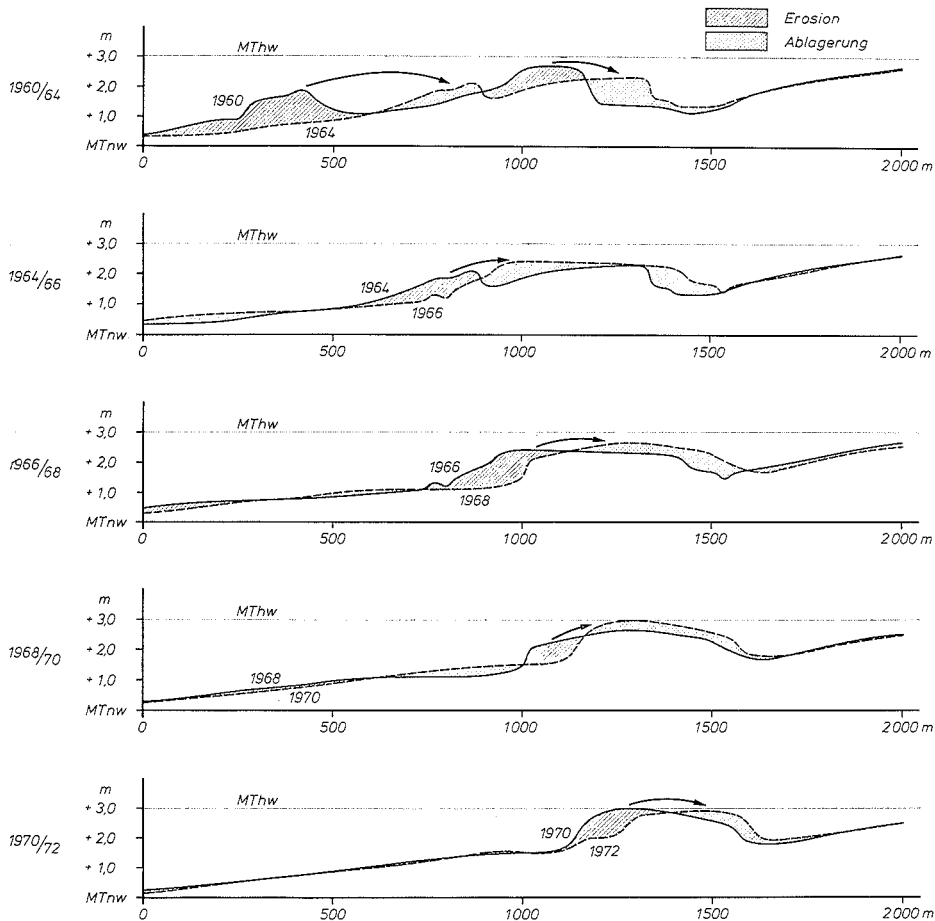 Erosion
Ablagerung
1960/64
m
+ 3,0
+ 2,0
+ 1,0
MTnw
MThw
1960
1964
0 500 1000 1500 2000 m
1964/66
m
+ 3,0
+ 2,0
+ 1,0
MTnw
MThw
1964
1966
0 500 1000 1500 2000 m
1966/68
m
+ 3,0
+ 2,0
+ 1,0
MTnw
MThw
1966
1968
0 500 1000 1500 2000 m
1968/70
m
+ 3,0
+ 2,0
+ 1,0
MTnw
MThw
1968
1970
0 500 1000 1500 2000 m
1970/72
m
+ 3,0
+ 2,0
+ 1,0
MTnw
MThw
1970
1972
0 500 1000 1500 2000 m